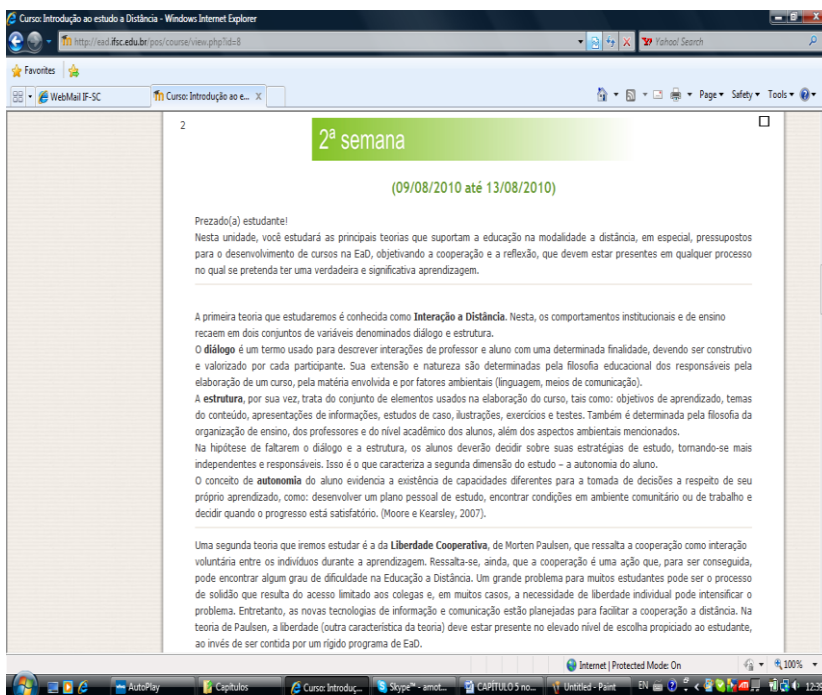 Curso: Introdução ao estudo a Distância - Windows Internet Explorer
http://ead.ifsc.edu.br/pos/course/view.php?id=8
Yahoo! Search
Favorites
WebMail IF-SC
Curso: Introdução ao e... X
Page Safety Tools
2
2ª semana
(09/08/2010 até 13/08/2010)
Prezado(a) estudante!
Nesta unidade, você estudará as principais teorias que suportam a educação na modalidade a distância, em especial, pressupostos
para o desenvolvimento de cursos na EaD, objetivando a cooperação e a reflexão, que devem estar presentes em qualquer processo
no qual se pretenda ter uma verdadeira e significativa aprendizagem.
A primeira teoria que estudaremos é conhecida como Interação a Distância. Nesta, os comportamentos institucionais e de ensino
recaem em dois conjuntos de variáveis denominados diálogo e estrutura.
O diálogo é um termo usado para descrever interações de professor e aluno com uma determinada finalidade, devendo ser construtivo
e valorizado por cada participante. Sua extensão e natureza são determinadas pela filosofia educacional dos responsáveis pela
elaboração de um curso, pela matéria envolvida e por fatores ambientais (linguagem, meios de comunicação).
A estrutura, por sua vez, trata do conjunto de elementos usados na elaboração do curso, tais como: objetivos de aprendizado, temas
do conteúdo, apresentações de informações, estudos de caso, ilustrações, exercícios e testes. Também é determinada pela filosofia da
organização de ensino, dos professores e do nível acadêmico dos alunos, além dos aspectos ambientais mencionados.
Na hipótese de faltarem o diálogo e a estrutura, os alunos deverão decidir sobre suas estratégias de estudo, tornando-se mais
independentes e responsáveis. Isso é o que caracteriza a segunda dimensão do estudo – a autonomia do aluno.
O conceito de autonomia do aluno evidencia a existência de capacidades diferentes para a tomada de decisões a respeito de seu
próprio aprendizado, como: desenvolver um plano pessoal de estudo, encontrar condições em ambiente comunitário ou de trabalho e
decidir quando o progresso está satisfatório. (Moore e Kearsley, 2007).
Uma segunda teoria que iremos estudar é a da Liberdade Cooperativa, de Morten Paulsen, que ressalta a cooperação como interação
voluntária entre os indivíduos durante a aprendizagem. Ressalta-se, ainda, que a cooperação é uma ação que, para ser conseguida,
pode encontrar algum grau de dificuldade na Educação a Distância. Um grande problema para muitos estudantes pode ser o processo
de solidão que resulta do acesso limitado aos colegas e, em muitos casos, a necessidade de liberdade individual pode intensificar o
problema. Entretanto, as novas tecnologias de informação e comunicação estão planejadas para facilitar a cooperação a distância. Na
teoria de Paulsen, a liberdade (outra característica da teoria) deve estar presente no elevado nível de escolha propiciado ao estudante,
ao invés de ser contida por um rígido programa de EaD.
Internet | Protected Mode: On 100%
AutoPlay Capítulos Curso: Introduç... Skype™ - amot... CAPÍTULO 5 no... Untitled - Paint EN